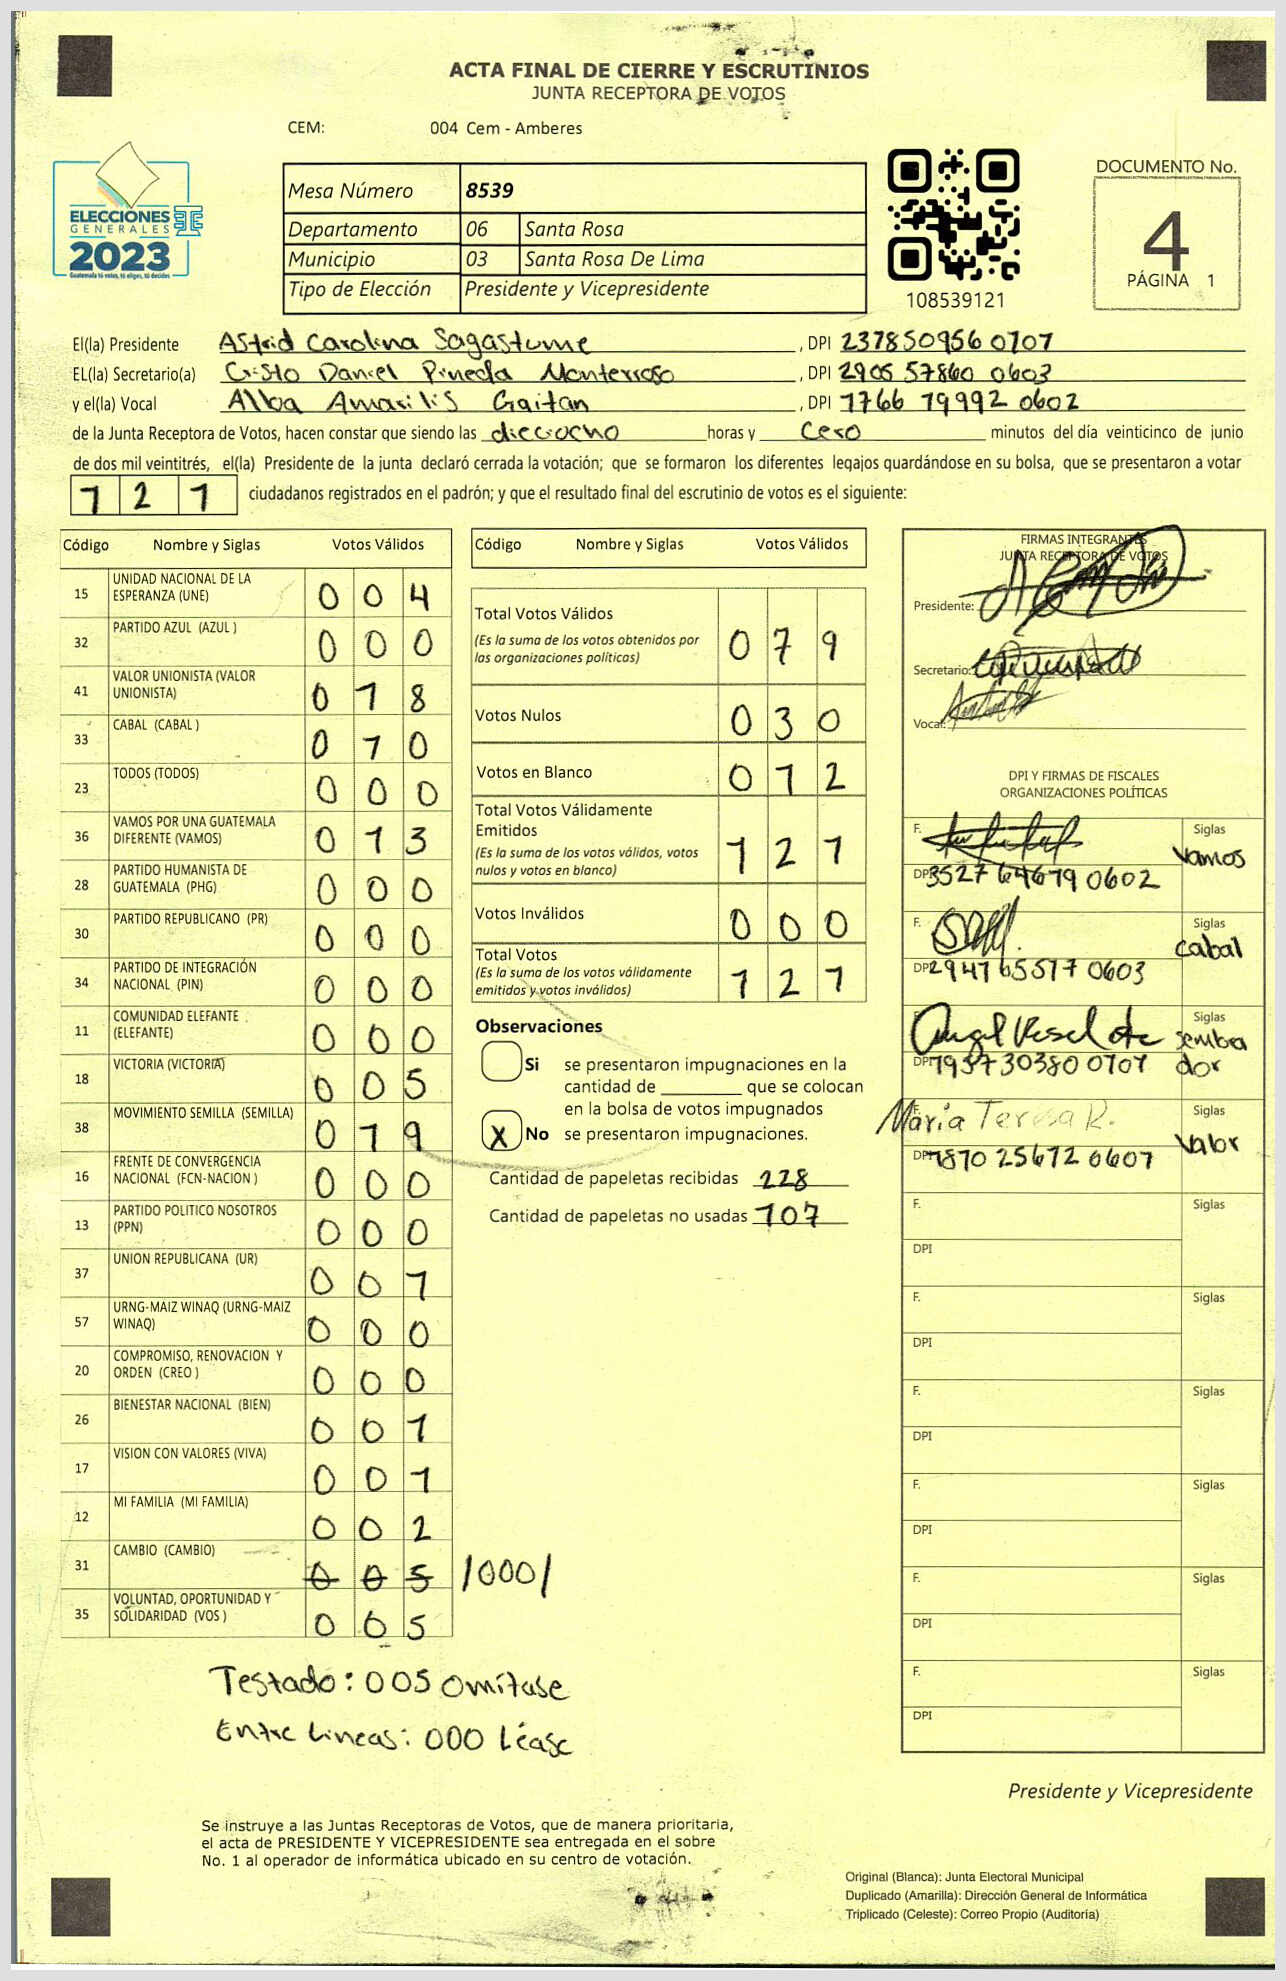 ACTA FINAL DE CIERRE Y ESCRUTINIOS
JUNTA RECEPTORA DE VOTOS
CEM: 004 Cem - Amberes
ELECCIONES
GENERALES
2023
Guatemala tú votas, tú eliges, tú decides
Mesa Número 8539
Departamento 06 Santa Rosa
Municipio 03 Santa Rosa De Lima
Tipo de Elección Presidente y Vicepresidente
108539121
DOCUMENTO No.
4
PÁGINA 1
El(la) Presidente Astrid Carolina Sagastume , DPI 237850956 0707
EL(la) Secretario(a) Cristo Daniel Pineda Monterroso , DPI 2905 57860 0603
y el(la) Vocal Alba Amarilis Gaitan , DPI 1766 19992 0602
de la Junta Receptora de Votos, hacen constar que siendo las dieciocho horas y cero minutos del día veinticinco de junio
de dos mil veintitrés, el(la) Presidente de la junta declaró cerrada la votación; que se formaron los diferentes legajos guardándose en su bolsa, que se presentaron a votar
1 2 1 ciudadanos registrados en el padrón; y que el resultado final del escrutinio de votos es el siguiente:
Código Nombre y Siglas Votos Válidos
15 UNIDAD NACIONAL DE LA ESPERANZA (UNE) 0 0 4
32 PARTIDO AZUL (AZUL ) 0 0 0
41 VALOR UNIONISTA (VALOR UNIONISTA) 0 1 8
33 CABAL (CABAL ) 0 1 0
23 TODOS (TODOS) 0 0 0
36 VAMOS POR UNA GUATEMALA DIFERENTE (VAMOS) 0 1 3
28 PARTIDO HUMANISTA DE GUATEMALA (PHG) 0 0 0
30 PARTIDO REPUBLICANO (PR) 0 0 0
34 PARTIDO DE INTEGRACIÓN NACIONAL (PIN) 0 0 0
11 COMUNIDAD ELEFANTE (ELEFANTE) 0 0 0
18 VICTORIA (VICTORIA) 0 0 5
38 MOVIMIENTO SEMILLA (SEMILLA) 0 1 9
16 FRENTE DE CONVERGENCIA NACIONAL (FCN-NACION ) 0 0 0
13 PARTIDO POLITICO NOSOTROS (PPN) 0 0 0
37 UNION REPUBLICANA (UR) 0 0 1
57 URNG-MAIZ WINAQ (URNG-MAIZ WINAQ) 0 0 0
20 COMPROMISO, RENOVACION Y ORDEN (CREO ) 0 0 0
26 BIENESTAR NACIONAL (BIEN) 0 0 1
17 VISION CON VALORES (VIVA) 0 0 1
12 MI FAMILIA (MI FAMILIA) 0 0 2
31 CAMBIO (CAMBIO) 0 0 5 /000/
35 VOLUNTAD, OPORTUNIDAD Y SOLIDARIDAD (VOS ) 0 0 5
Testado: 005 Omítase
Entre Lineas: 000 Léase
Código Nombre y Siglas Votos Válidos
Total Votos Válidos 0 7 9
(Es la suma de los votos obtenidos por
las organizaciones políticas)
Votos Nulos 0 3 0
Votos en Blanco 0 1 2
Total Votos Válidamente
Emitidos 1 2 1
(Es la suma de los votos válidos, votos
nulos y votos en blanco)
Votos Inválidos 0 0 0
Total Votos 1 2 1
(Es la suma de los votos válidamente
emitidos y votos inválidos)
Observaciones
Si se presentaron impugnaciones en la
cantidad de ________ que se colocan
en la bolsa de votos impugnados
X No se presentaron impugnaciones.
Cantidad de papeletas recibidas 228
Cantidad de papeletas no usadas 107
FIRMAS INTEGRANTES
JUNTA RECEPTORA DE VOTOS
Presidente:
Secretario:
Vocal:
DPI Y FIRMAS DE FISCALES
ORGANIZACIONES POLÍTICAS
F. Siglas Vamos
DPI 3527 64679 0602
F. Siglas cabal
DPI 2947 65517 0603
F. Siglas sembrador
DPI 1937 30380 0707
F. Maria Teresa R. Siglas Valor
DPI 1870 25672 0607
F. Siglas
DPI
F. Siglas
DPI
F. Siglas
DPI
F. Siglas
DPI
F. Siglas
DPI
F. Siglas
DPI
Presidente y Vicepresidente
Se instruye a las Juntas Receptoras de Votos, que de manera prioritaria,
el acta de PRESIDENTE Y VICEPRESIDENTE sea entregada en el sobre
No. 1 al operador de informática ubicado en su centro de votación.
Original (Blanca): Junta Electoral Municipal
Duplicado (Amarilla): Dirección General de Informática
Triplicado (Celeste): Correo Propio (Auditoría)